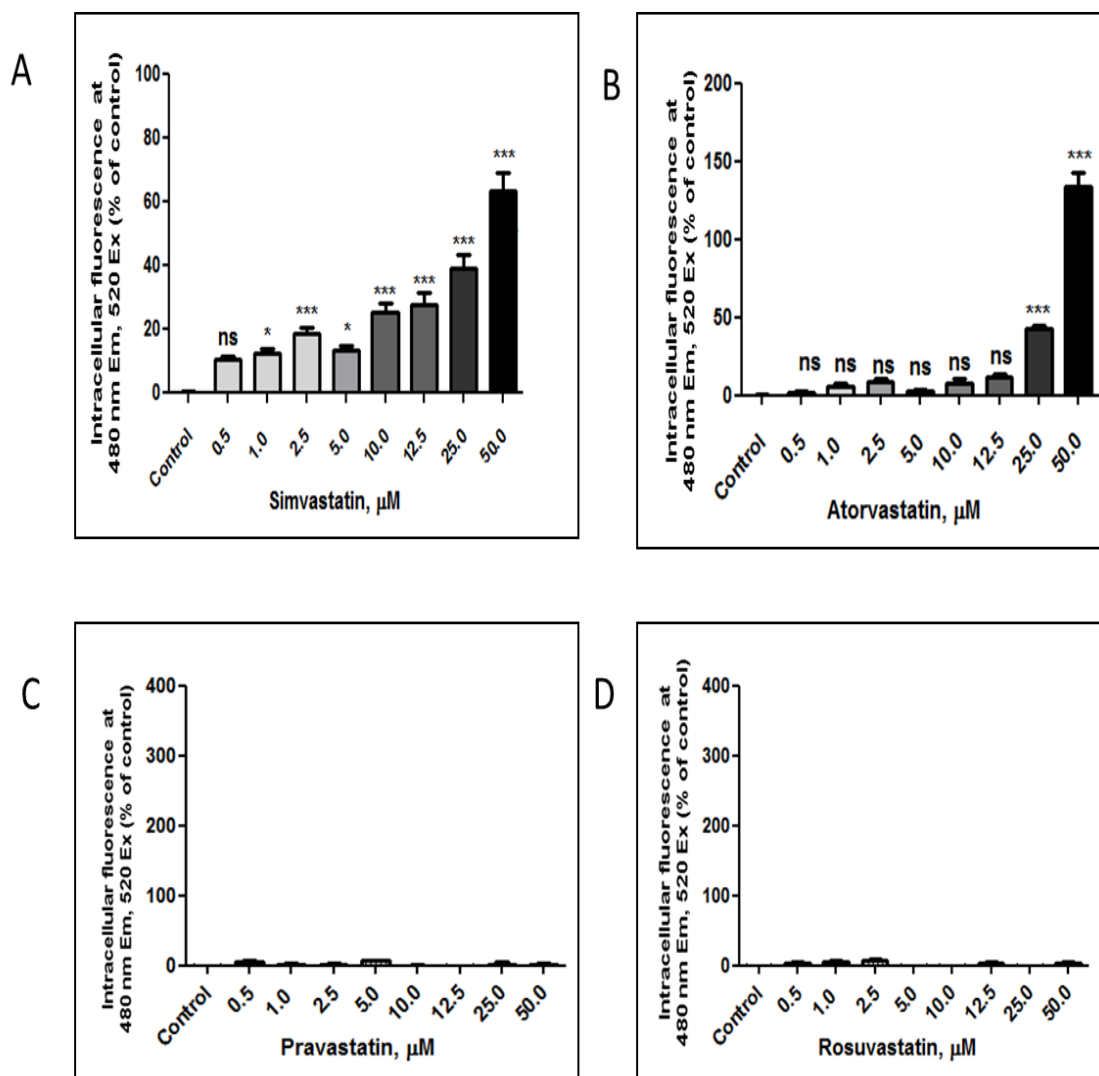 A
Intracellular fluorescence at
480 nm Em, 520 Ex (% of control)
100
80
60
40
20
0
ns
*
***
*
***
***
***
***
Control
0.5
1.0
2.5
5.0
10.0
12.5
25.0
50.0
Simvastatin, µM
B
Intracellular fluorescence at
480 nm Em, 520 Ex (% of control)
200
150
100
50
0
ns
ns
ns
ns
ns
ns
***
***
Control
0.5
1.0
2.5
5.0
10.0
12.5
25.0
50.0
Atorvastatin, µM
C
Intracellular fluorescence at
480 nm Em, 520 Ex (% of control)
400
300
200
100
0
Control
0.5
1.0
2.5
5.0
10.0
12.5
25.0
50.0
Pravastatin, µM
D
Intracellular fluorescence at
480 nm Em, 520 Ex (% of control)
400
300
200
100
0
Control
0.5
1.0
2.5
5.0
10.0
12.5
25.0
50.0
Rosuvastatin, µM